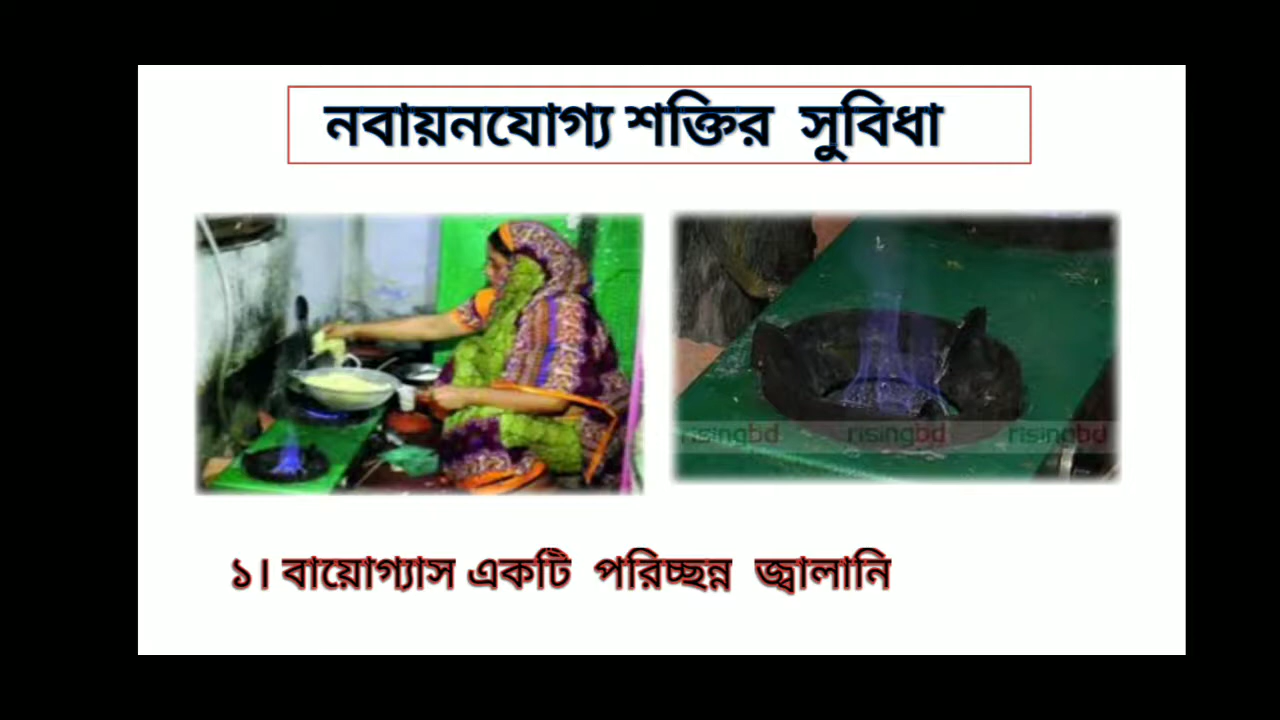 নবায়নযোগ্য শক্তির সুবিধা
risingbd risingbd risingbd
১। বায়োগ্যাস একটি পরিচ্ছন্ন জ্বালানি